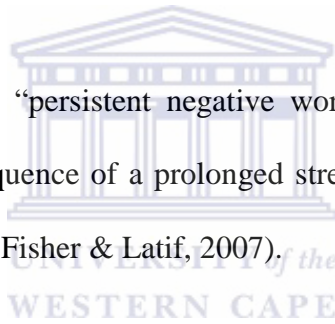 “persistent negative wor
quence of a prolonged stre
Fisher & Latif, 2007).
UNIVERSITY of the
WESTERN CAPE